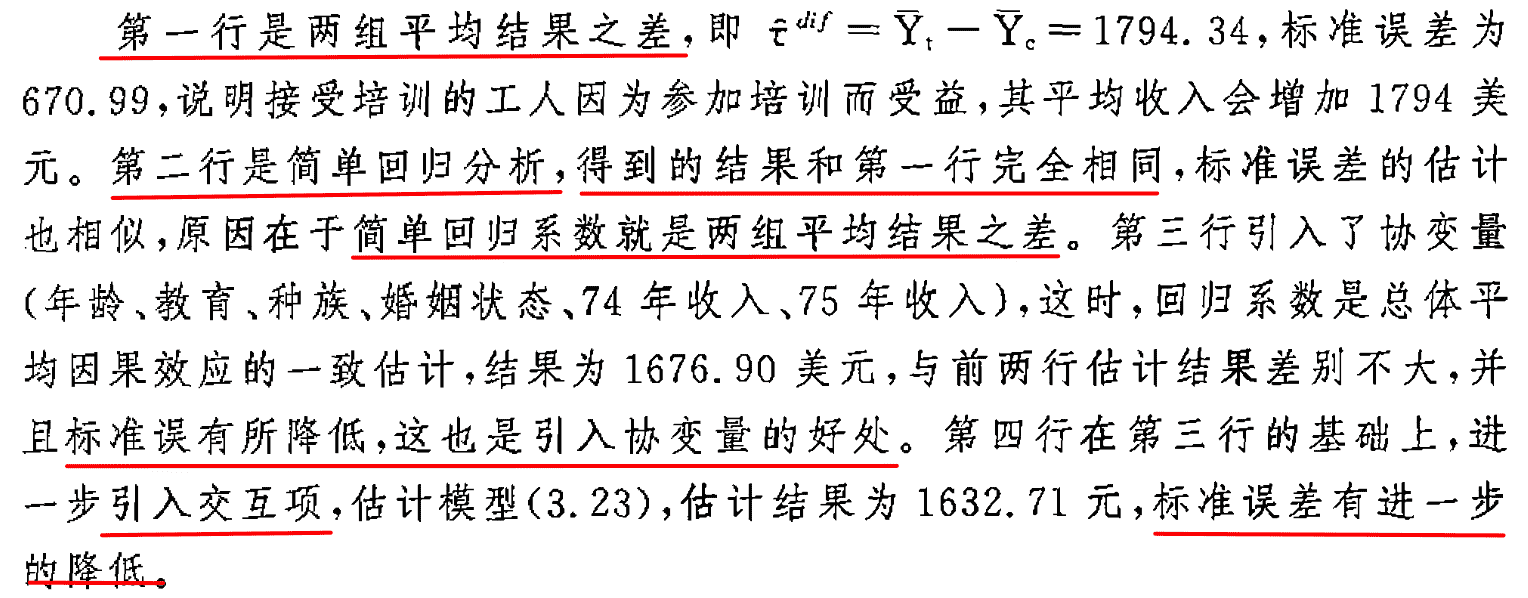 第一行是两组平均结果之差,即 τ̂ᵈⁱᶠ = Y̅ₜ − Y̅c = 1794.34,标准误差为
670.99,说明接受培训的工人因为参加培训而受益,其平均收入会增加 1794 美
元。第二行是简单回归分析,得到的结果和第一行完全相同,标准误差的估计
也相似,原因在于简单回归系数就是两组平均结果之差。第三行引入了协变量
(年龄、教育、种族、婚姻状态、74 年收入、75 年收入),这时,回归系数是总体平
均因果效应的一致估计,结果为 1676.90 美元,与前两行估计结果差别不大,并
且标准误有所降低,这也是引入协变量的好处。第四行在第三行的基础上,进
一步引入交互项,估计模型(3.23),估计结果为 1632.71 元,标准误差有进一步
的降低。